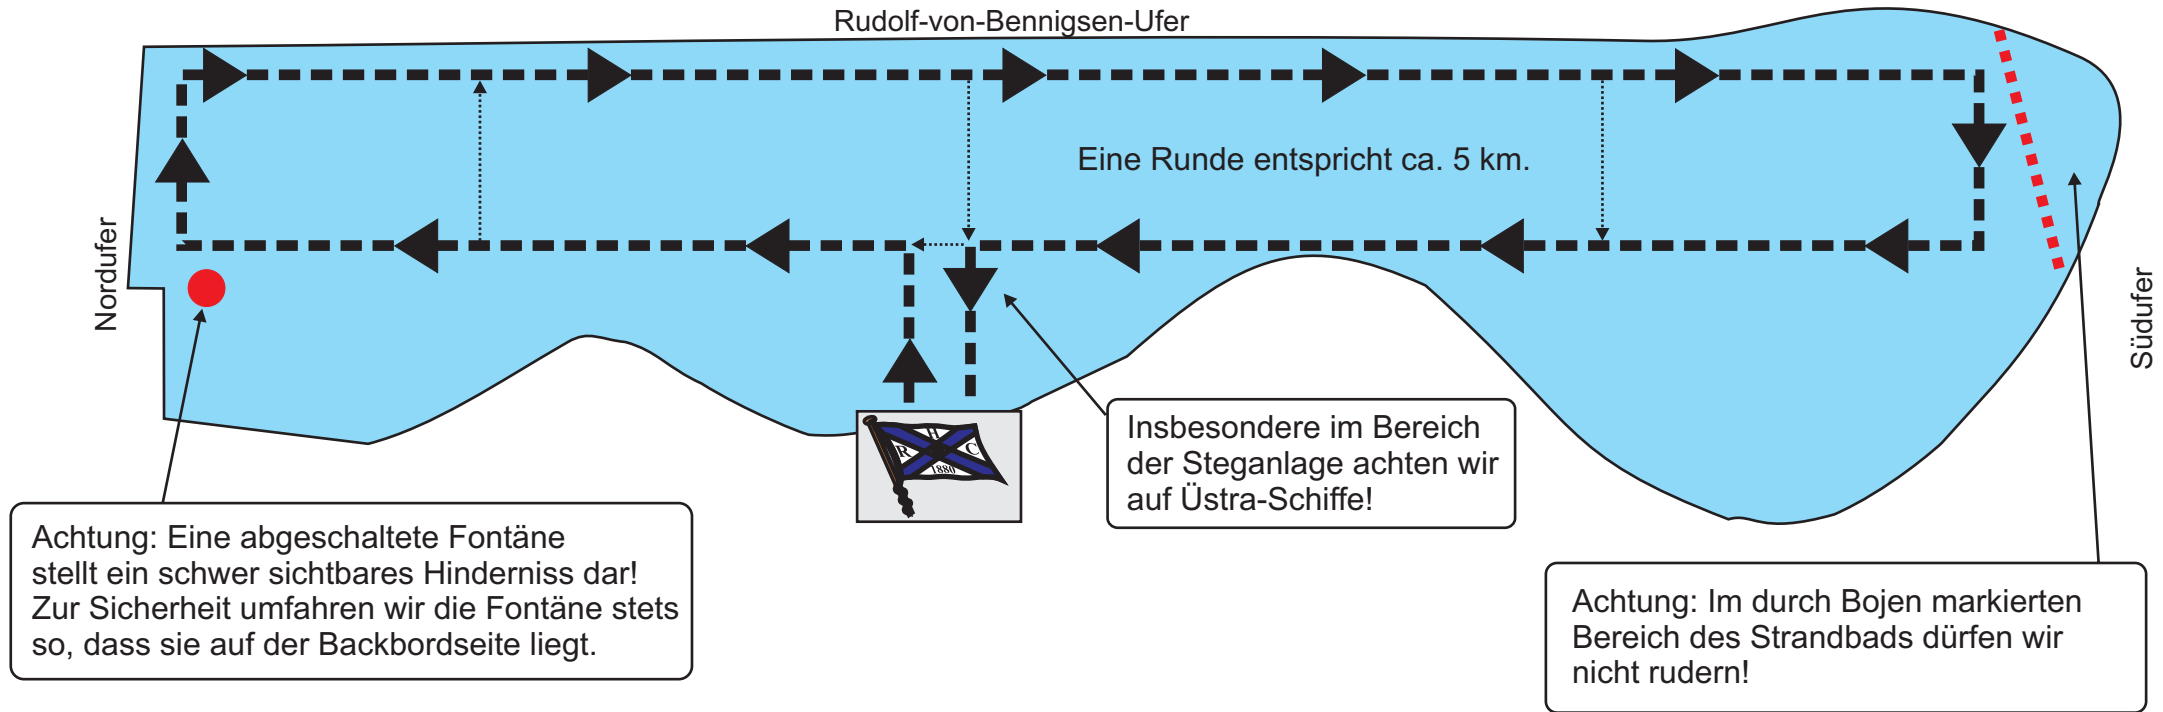 Rudolf-von-Bennigsen-Ufer
Eine Runde entspricht ca. 5 km.
Nordufer
Südufer
H
R C
1880
Insbesondere im Bereich
der Steganlage achten wir
auf Üstra-Schiffe!
Achtung: Eine abgeschaltete Fontäne
stellt ein schwer sichtbares Hinderniss dar!
Zur Sicherheit umfahren wir die Fontäne stets
so, dass sie auf der Backbordseite liegt.
Achtung: Im durch Bojen markierten
Bereich des Strandbads dürfen wir
nicht rudern!